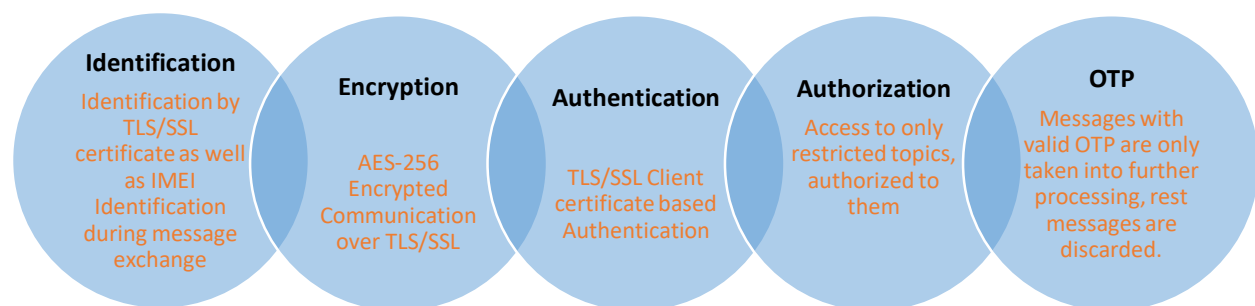 Identification
Identification by
TLS/SSL
certificate as well
as IMEI
Identification
during message
exchange
Encryption
AES-256
Encrypted
Communication
over TLS/SSL
Authentication
TLS/SSL Client
certificate based
Authentication
Authorization
Access to only
restricted topics,
authorized to
them
OTP
Messages with
valid OTP are only
taken into further
processing, rest
messages are
discarded.